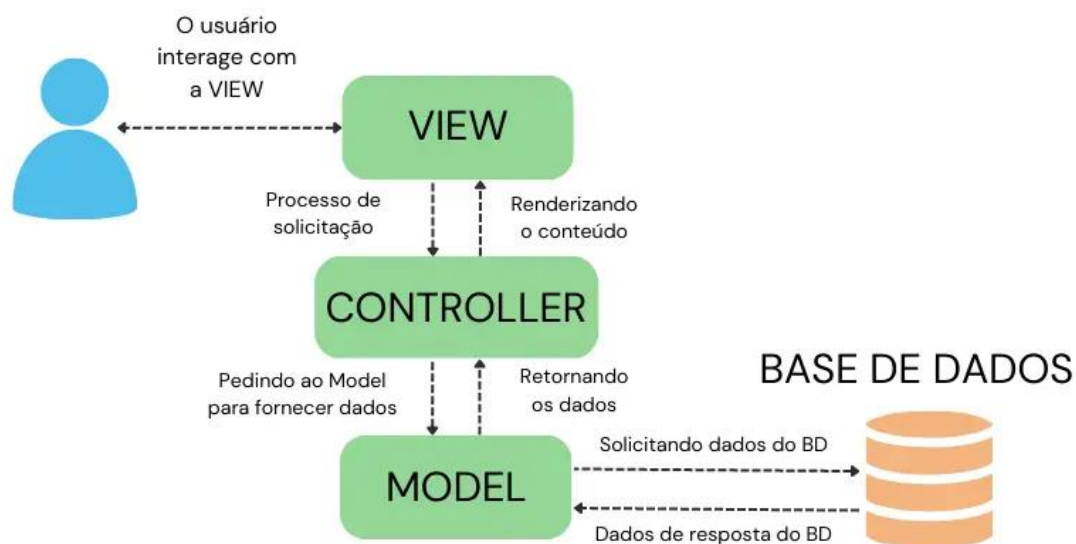 O usuário
interage com
a VIEW
VIEW
Processo de
solicitação
Renderizando
o conteúdo
CONTROLLER
Pedindo ao Model
para fornecer dados
Retornando
os dados
BASE DE DADOS
MODEL
Solicitando dados do BD
Dados de resposta do BD